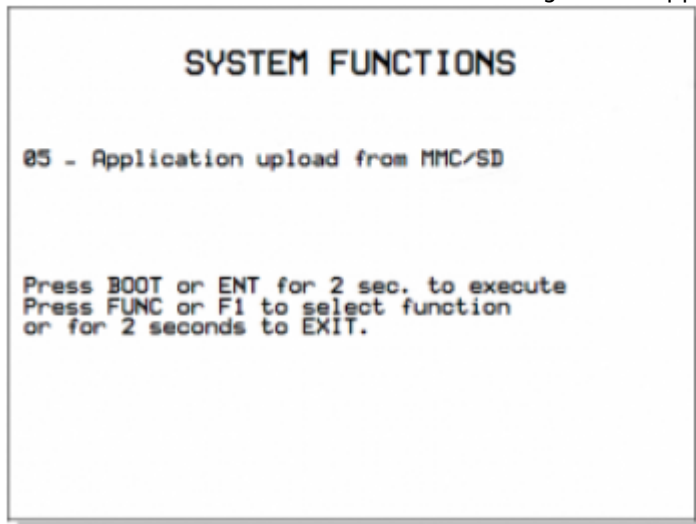 SYSTEM FUNCTIONS
05 - Application upload from MMC/SD
Press BOOT or ENT for 2 sec. to execute
Press FUNC or F1 to select function
or for 2 seconds to EXIT.